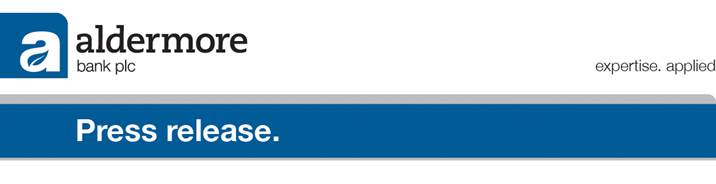 a aldermore
bank plc
expertise. applied
Press release.